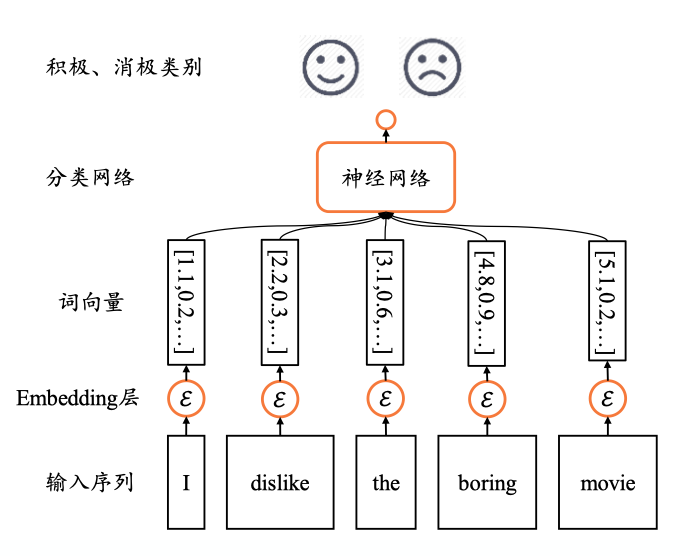 积极、消极类别
分类网络
神经网络
词向量
[1.1,0.2,…]
[2.2,0.3,…]
[3.1,0.6,…]
[4.8,0.9,…]
[5.1,0.2,…]
Embedding层
ℰ
ℰ
ℰ
ℰ
ℰ
输入序列
I
dislike
the
boring
movie